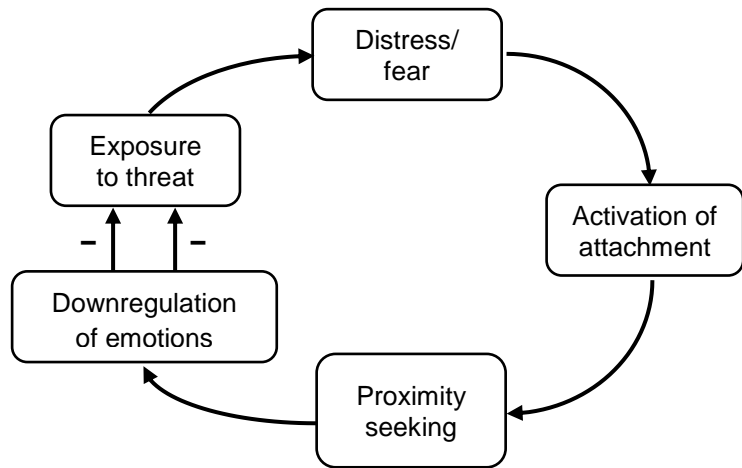 Distress/
fear
Exposure
to threat
Activation of
attachment
– –
Downregulation
of emotions
Proximity
seeking